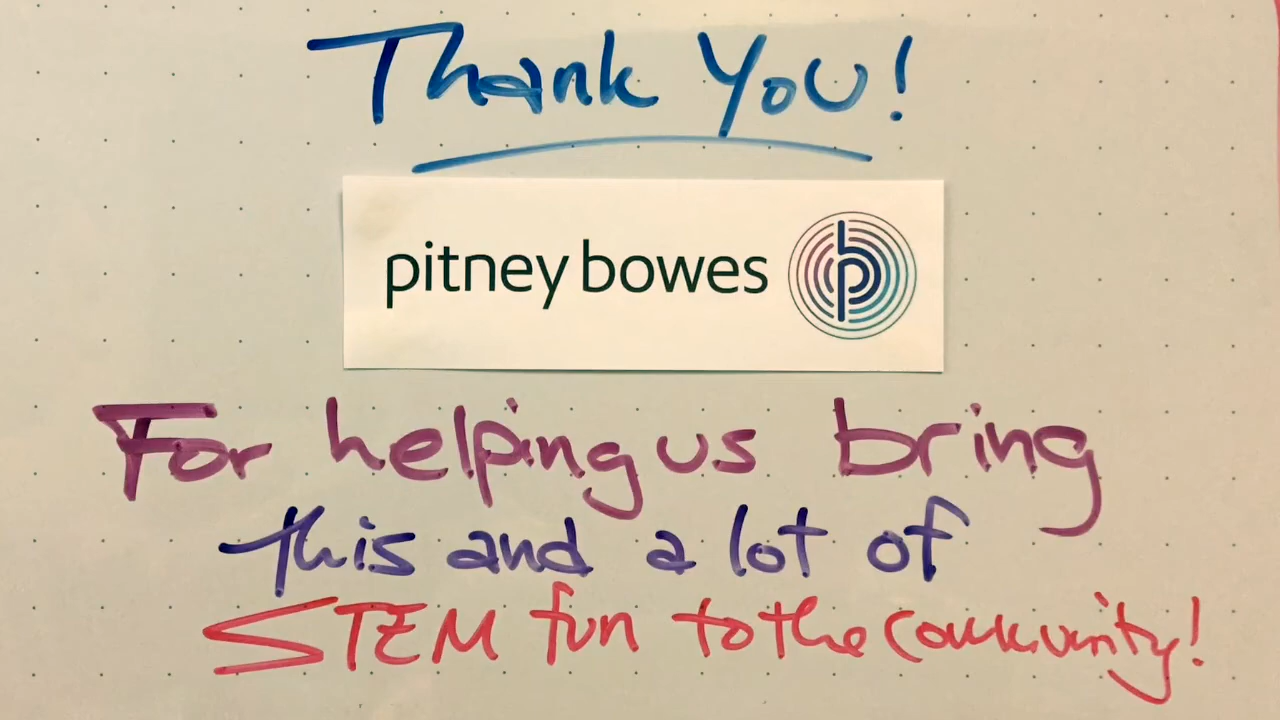 Thank You!
pitney bowes
For helping us bring
this and a lot of
STEM fun to the community!